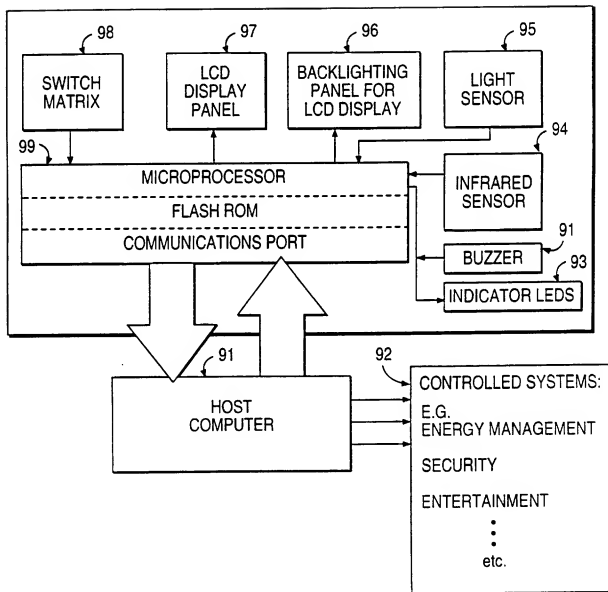 98
97
96
95
SWITCH
MATRIX
LCD
DISPLAY
PANEL
BACKLIGHTING
PANEL FOR
LCD DISPLAY
LIGHT
SENSOR
94
99
MICROPROCESSOR
FLASH ROM
COMMUNICATIONS PORT
INFRARED
SENSOR
91
BUZZER
93
INDICATOR LEDS
91
HOST
COMPUTER
92
CONTROLLED SYSTEMS:
E.G.
ENERGY MANAGEMENT
SECURITY
ENTERTAINMENT
etc.